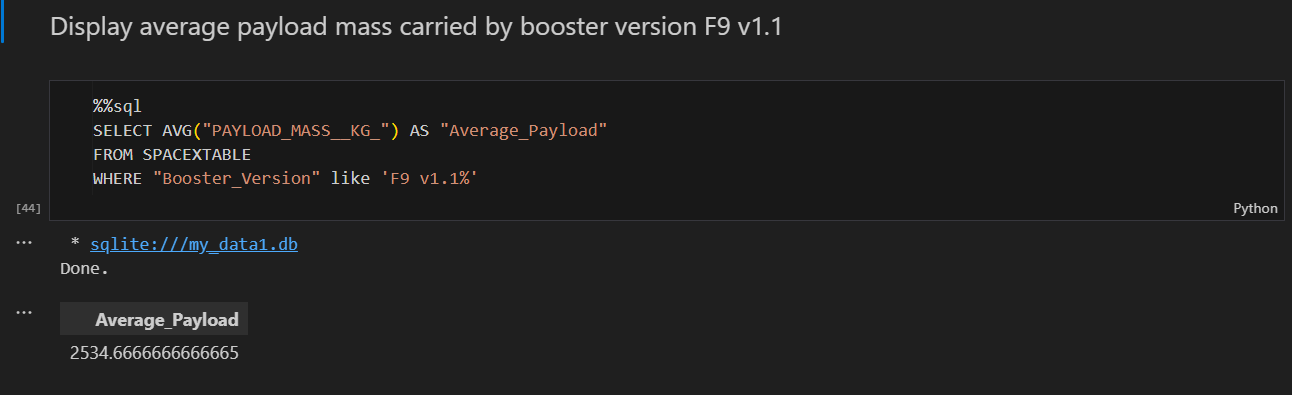 Display average payload mass carried by booster version F9 v1.1
%%sql
SELECT AVG("PAYLOAD_MASS__KG_") AS "Average_Payload"
FROM SPACEXTABLE
WHERE "Booster_Version" like 'F9 v1.1%'
[44]
Python
... * sqlite:///my_data1.db
Done.
...
Average_Payload
2534.6666666666665